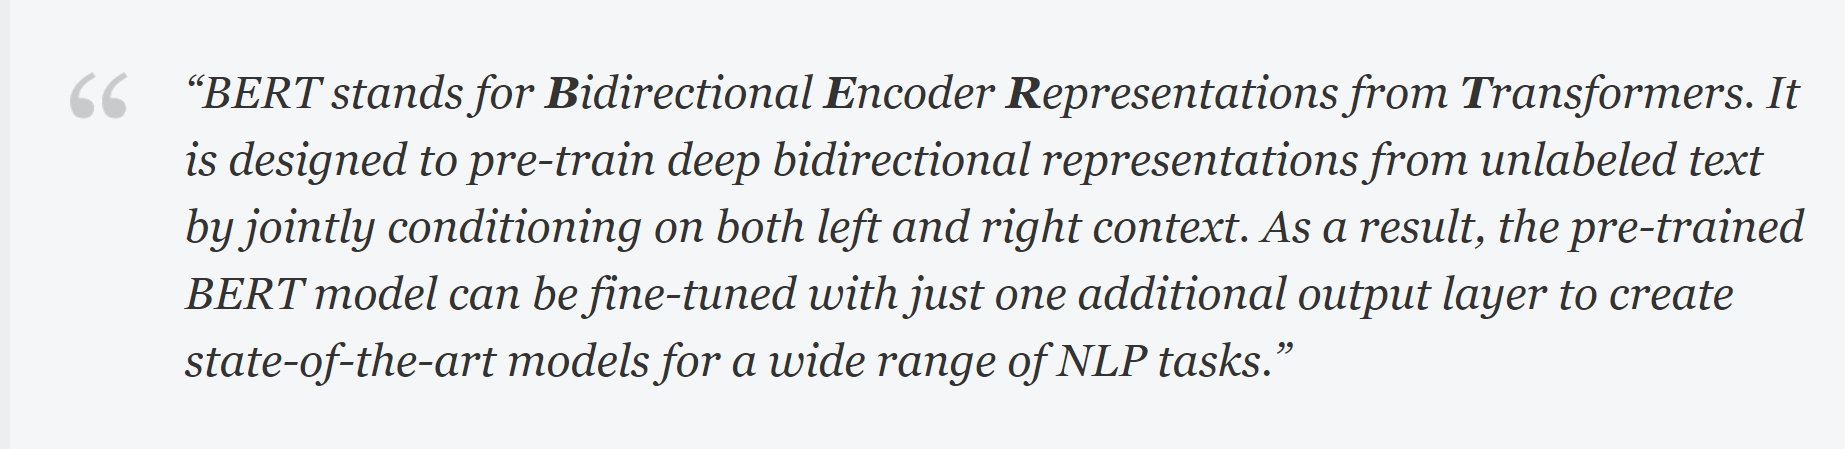 “BERT stands for Bidirectional Encoder Representations from Transformers. It
is designed to pre-train deep bidirectional representations from unlabeled text
by jointly conditioning on both left and right context. As a result, the pre-trained
BERT model can be fine-tuned with just one additional output layer to create
state-of-the-art models for a wide range of NLP tasks.”